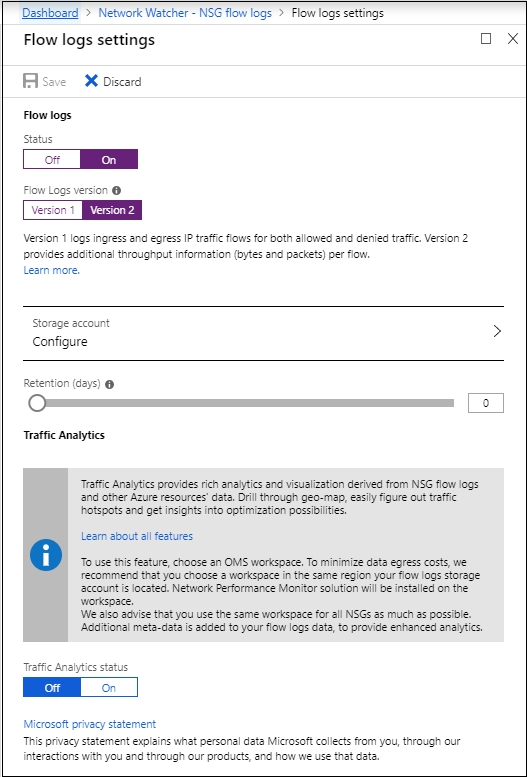 Dashboard > Network Watcher - NSG flow logs > Flow logs settings
Flow logs settings
Save Discard
Flow logs
Status
Off On
Flow Logs version
Version 1 Version 2
Version 1 logs ingress and egress IP traffic flows for both allowed and denied traffic. Version 2
provides additional throughput information (bytes and packets) per flow.
Learn more.
Storage account
Configure
Retention (days)
0
Traffic Analytics
Traffic Analytics provides rich analytics and visualization derived from NSG flow logs
and other Azure resources' data. Drill through geo-map, easily figure out traffic
hotspots and get insights into optimization possibilities.
Learn about all features
To use this feature, choose an OMS workspace. To minimize data egress costs, we
recommend that you choose a workspace in the same region your flow logs storage
account is located. Network Performance Monitor solution will be installed on the
workspace.
We also advise that you use the same workspace for all NSGs as much as possible.
Additional meta-data is added to your flow logs data, to provide enhanced analytics.
Traffic Analytics status
Off On
Microsoft privacy statement
This privacy statement explains what personal data Microsoft collects from you, through our
interactions with you and through our products, and how we use that data.